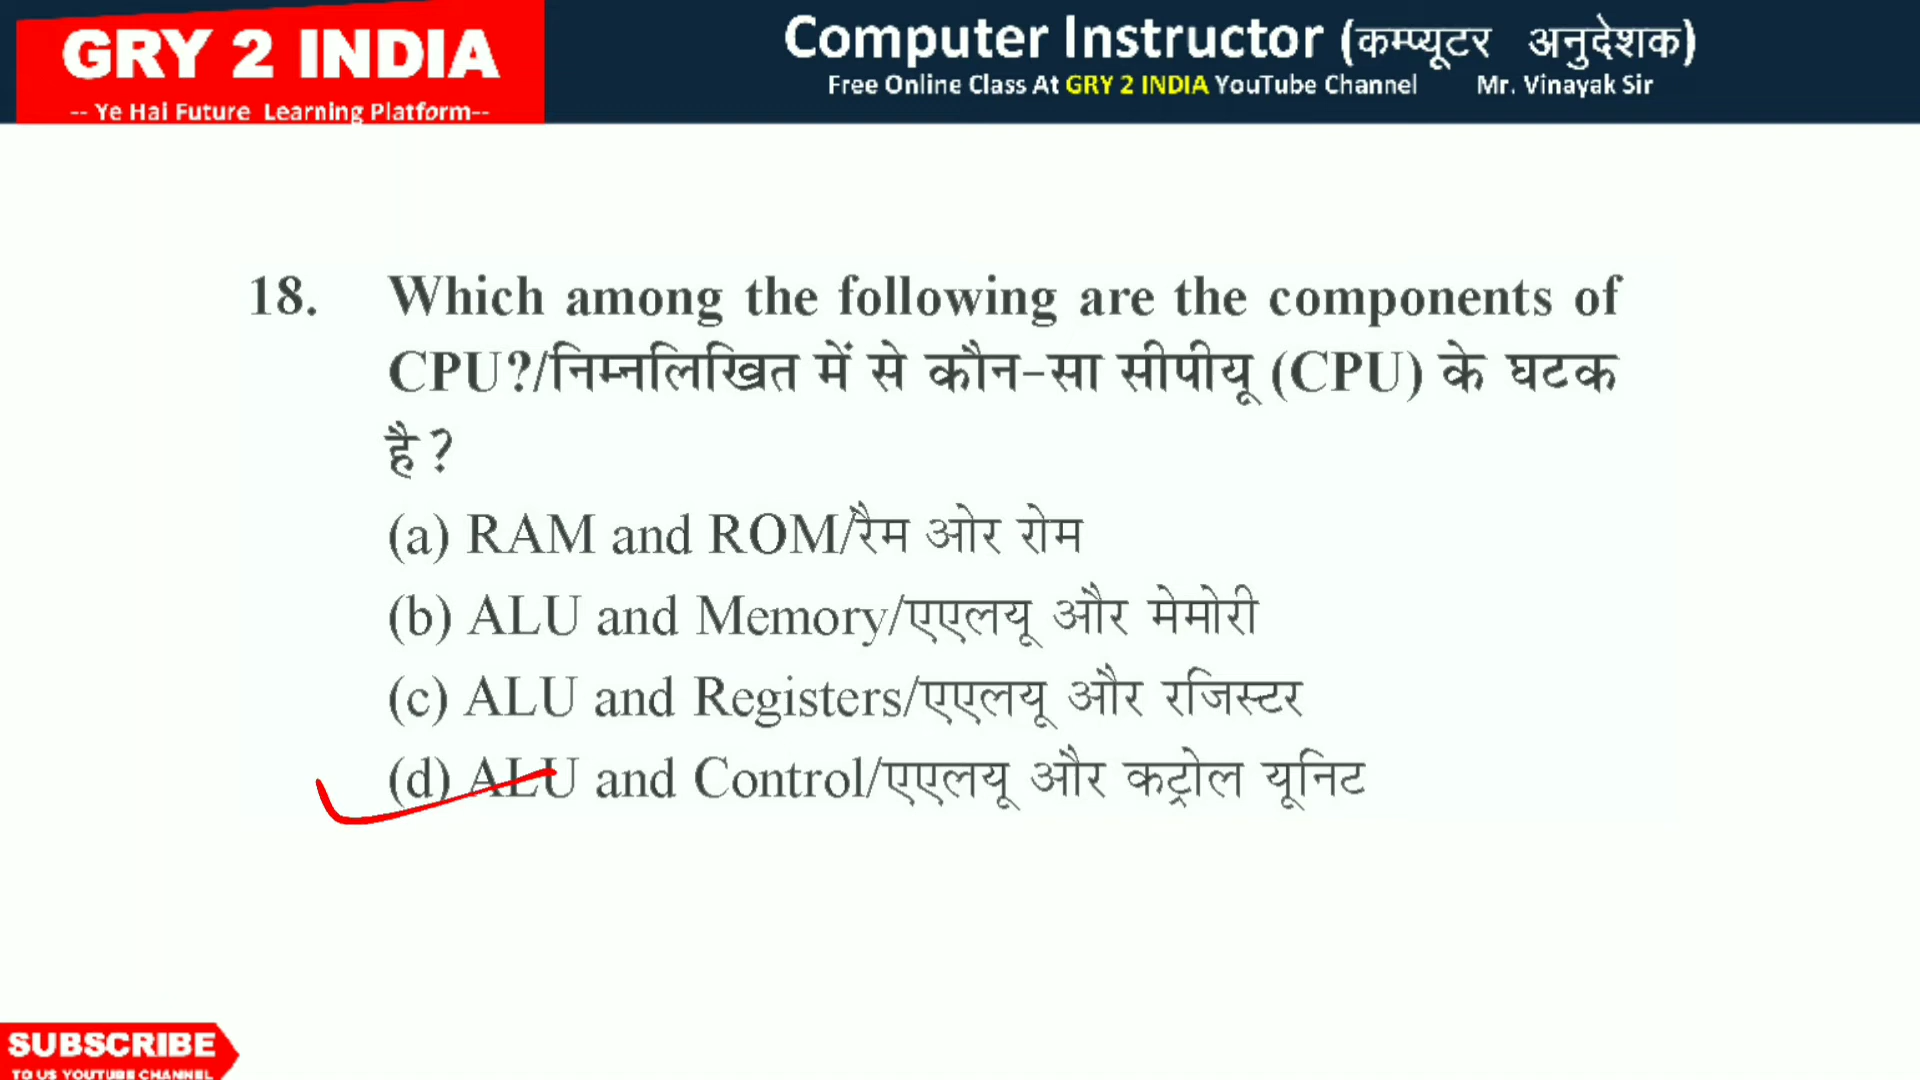 GRY 2 INDIA
-- Ye Hai Future Learning Platform--
Computer Instructor (कम्प्यूटर अनुदेशक)
Free Online Class At GRY 2 INDIA YouTube Channel Mr. Vinayak Sir
18. Which among the following are the components of
CPU?/निम्नलिखित में से कौन-सा सीपीयू (CPU) के घटक
है?
(a) RAM and ROM/रैम ओर रोम
(b) ALU and Memory/एएलयू और मेमोरी
(c) ALU and Registers/एएलयू और रजिस्टर
(d) ALU and Control/एएलयू और कट्रोल यूनिट
SUBSCRIBE
TO US YOUTUBE CHANNEL